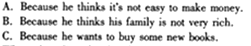 A. Because he thinks it's not easy to make money.
B. Because he thinks his family is not very rich.
C. Because he wants to buy some new books.